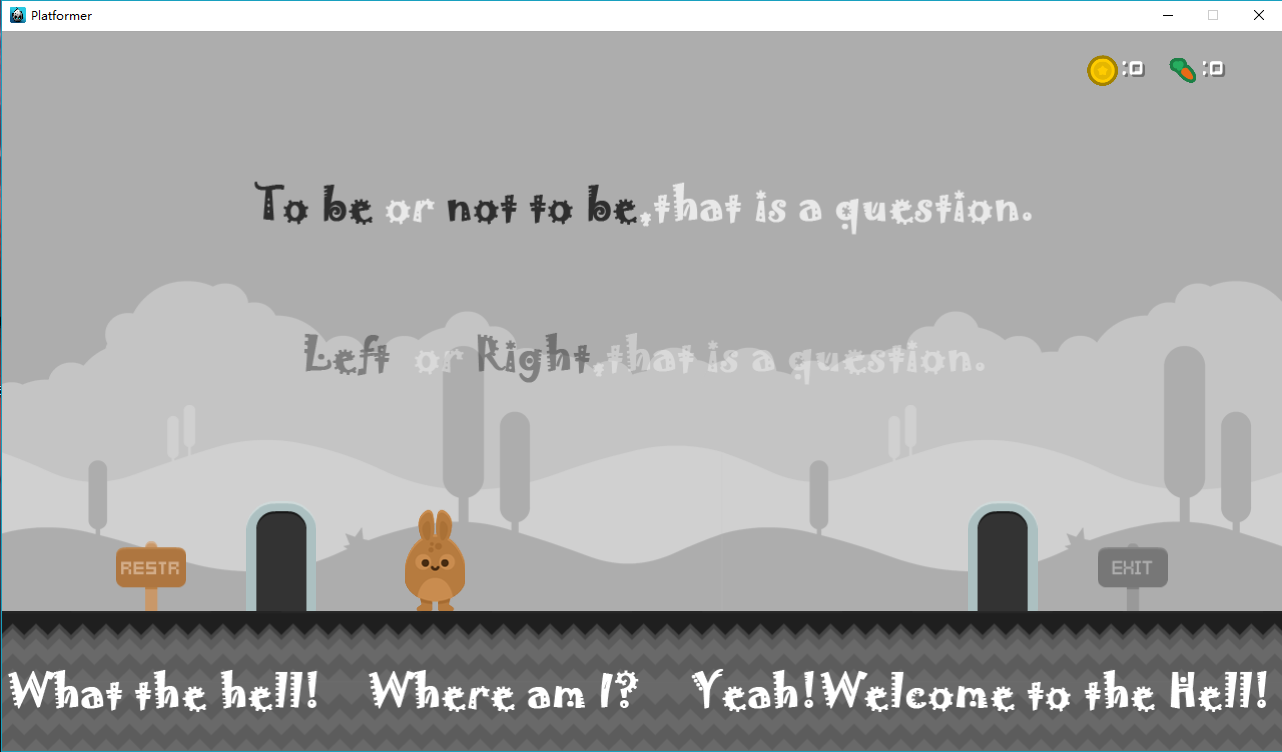 Platformer
:0 :0
To be or not to be,that is a question.
Left or Right,that is a question.
RESTR
EXIT
What the hell! Where am I? Yeah!Welcome to the Hell!